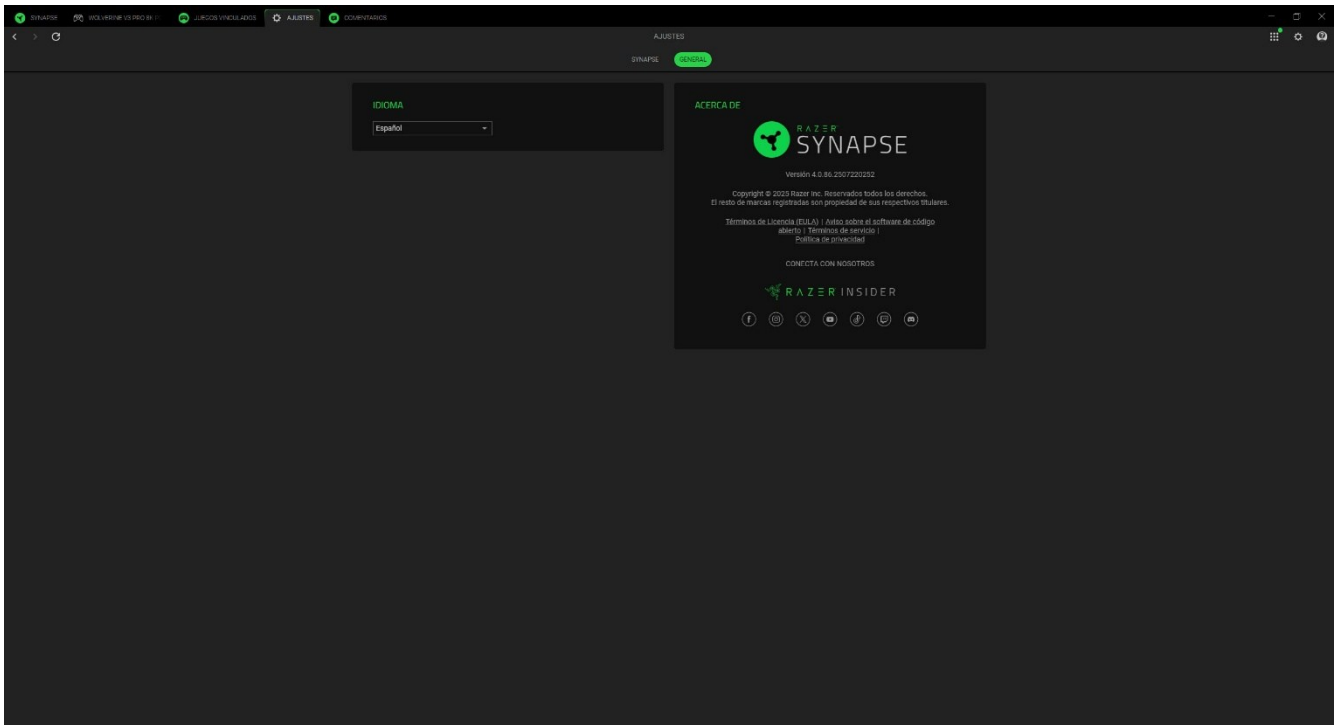 SYNAPSE
WOLVERINE V3 PRO 8K
JUEGOS VINCULADOS
AJUSTES
COMENTARIOS
AJUSTES
SYNAPSE
GENERAL
IDIOMA
Español
ACERCA DE
RAZER
SYNAPSE
Versión 4.0.86.2507220252
Copyright © 2025 Razer Inc. Reservados todos los derechos.
El resto de marcas registradas son propiedad de sus respectivos titulares.
Términos de Licencia (EULA) | Aviso sobre el software de código
abierto | Términos de servicio |
Política de privacidad
CONECTA CON NOSOTROS
RAZER INSIDER